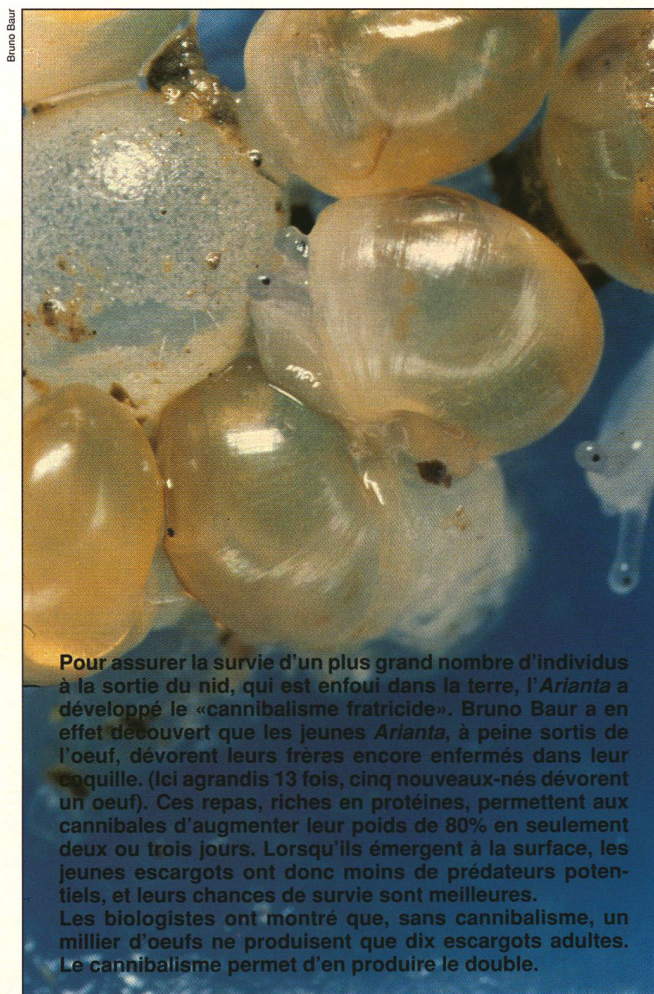 Bruno Baur
Pour assurer la survie d'un plus grand nombre d'individus
à la sortie du nid, qui est enfoui dans la terre, l'Arianta a
développé le «cannibalisme fratricide». Bruno Baur a en
effet découvert que les jeunes Arianta, à peine sortis de
l'oeuf, dévorent leurs frères encore enfermés dans leur
coquille. (Ici agrandis 13 fois, cinq nouveaux-nés dévorent
un oeuf). Ces repas, riches en protéines, permettent aux
cannibales d'augmenter leur poids de 80% en seulement
deux ou trois jours. Lorsqu'ils émergent à la surface, les
jeunes escargots ont donc moins de prédateurs poten-
tiels, et leurs chances de survie sont meilleures.
Les biologistes ont montré que, sans cannibalisme, un
millier d'oeufs ne produisent que dix escargots adultes.
Le cannibalisme permet d'en produire le double.